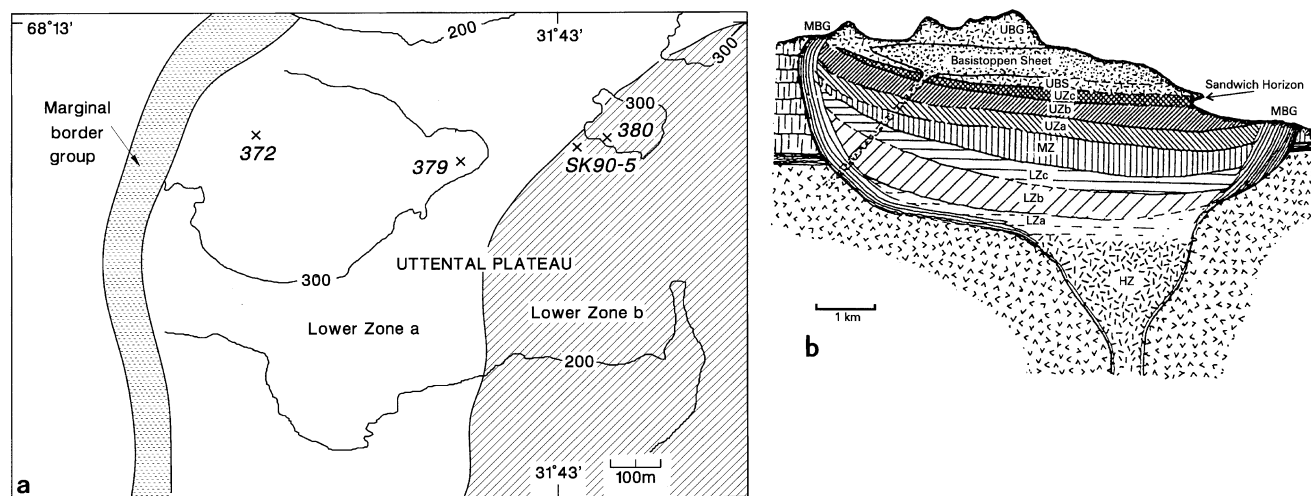 68°13'
200
31°43'
300
Marginal
border
group
372
379
300
380
SK90-5
300
UTTENTAL PLATEAU
Lower Zone a
Lower Zone b
200
31°43'
100m
a
MBG
UBG
Basistoppen Sheet
Sandwich Horizon
UBS
UZc
UZb
MBG
UZa
MZ
LZc
LZb
LZa
HZ
1 km
b